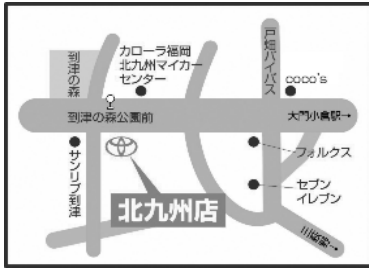 到津の森
カローラ福岡
北九州マイカー
センター
戸畑バイパス
coco's
到津の森公園前
大門小倉駅→
サンリブ到津
フォルクス
セブン
イレブン
北九州店
三萩野→